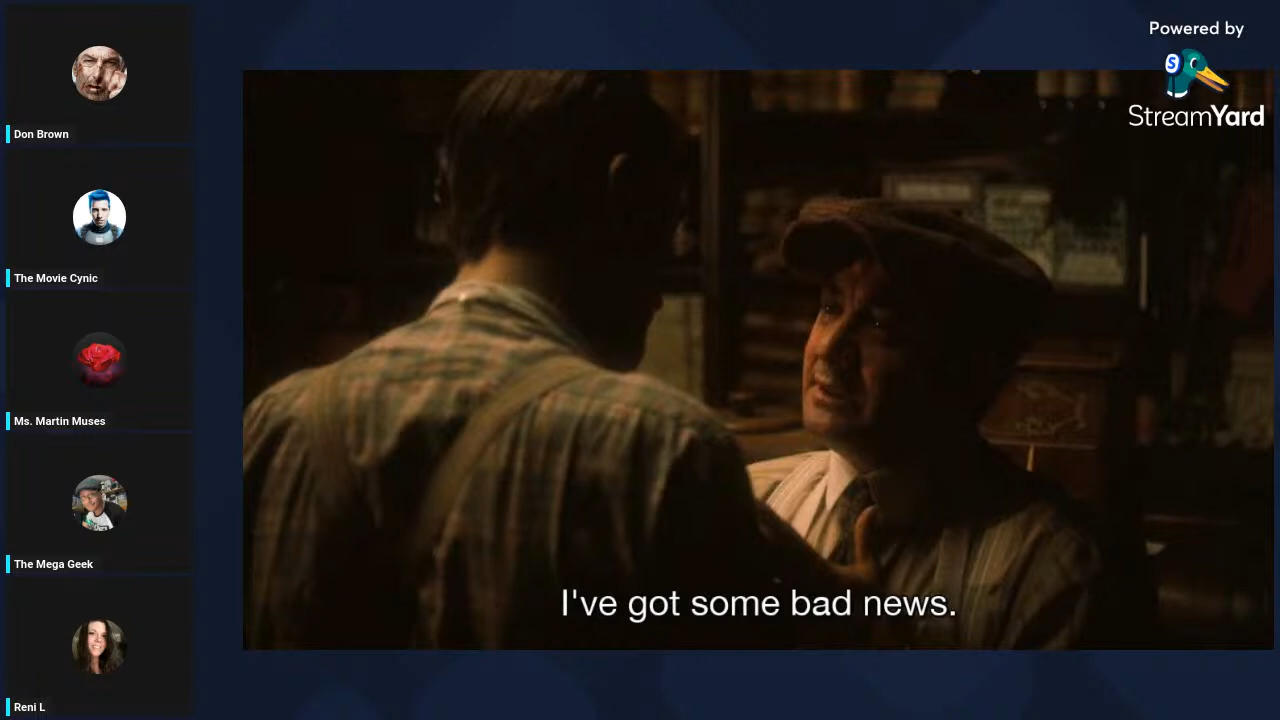 Powered by
S
StreamYard
Don Brown
The Movie Cynic
Ms. Martin Muses
The Mega Geek
Reni L
I've got some bad news.